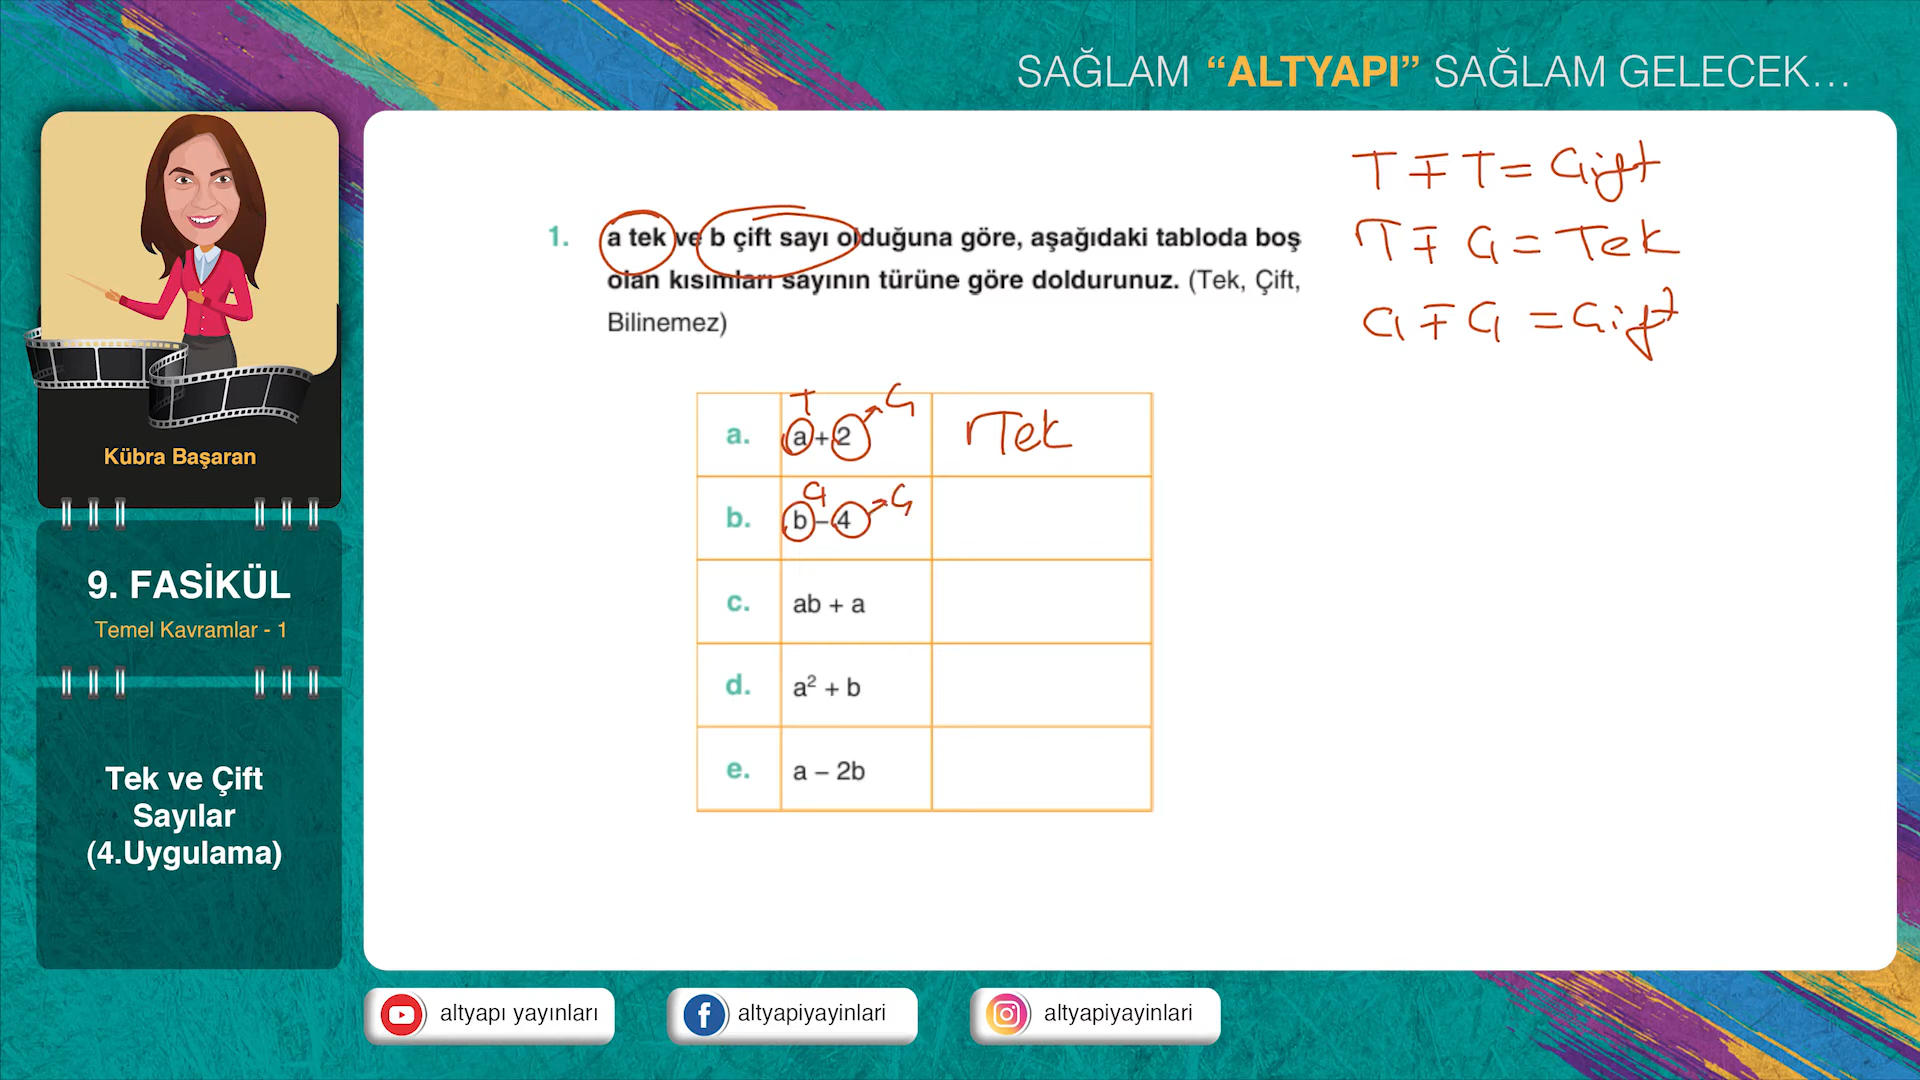 SAĞLAM “ALTYAPI” SAĞLAM GELECEK...
Kübra Başaran
9. FASİKÜL
Temel Kavramlar - 1
Tek ve Çift
Sayılar
(4.Uygulama)
1. a tek ve b çift sayı olduğuna göre, aşağıdaki tabloda boş
olan kısımları sayının türüne göre doldurunuz. (Tek, Çift,
Bilinemez)
T ∓ T = Çift
T ∓ Ç = Tek
Ç ∓ Ç = Çift
T Ç
a. a + 2 Tek
Ç Ç
b. b – 4
c. ab + a
d. a² + b
e. a – 2b
altyapı yayınları
altyapiyayinlari
altyapiyayinlari